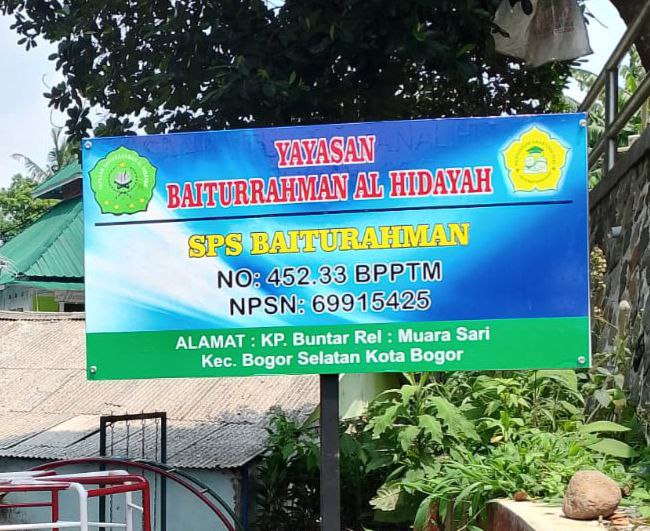 YAYASAN
BAITURRAHMAN AL HIDAYAH
SPS BAITURAHMAN
NO: 452.33 BPPTM
NPSN: 69915425
ALAMAT : KP. Buntar Rel : Muara Sari
Kec. Bogor Selatan Kota Bogor